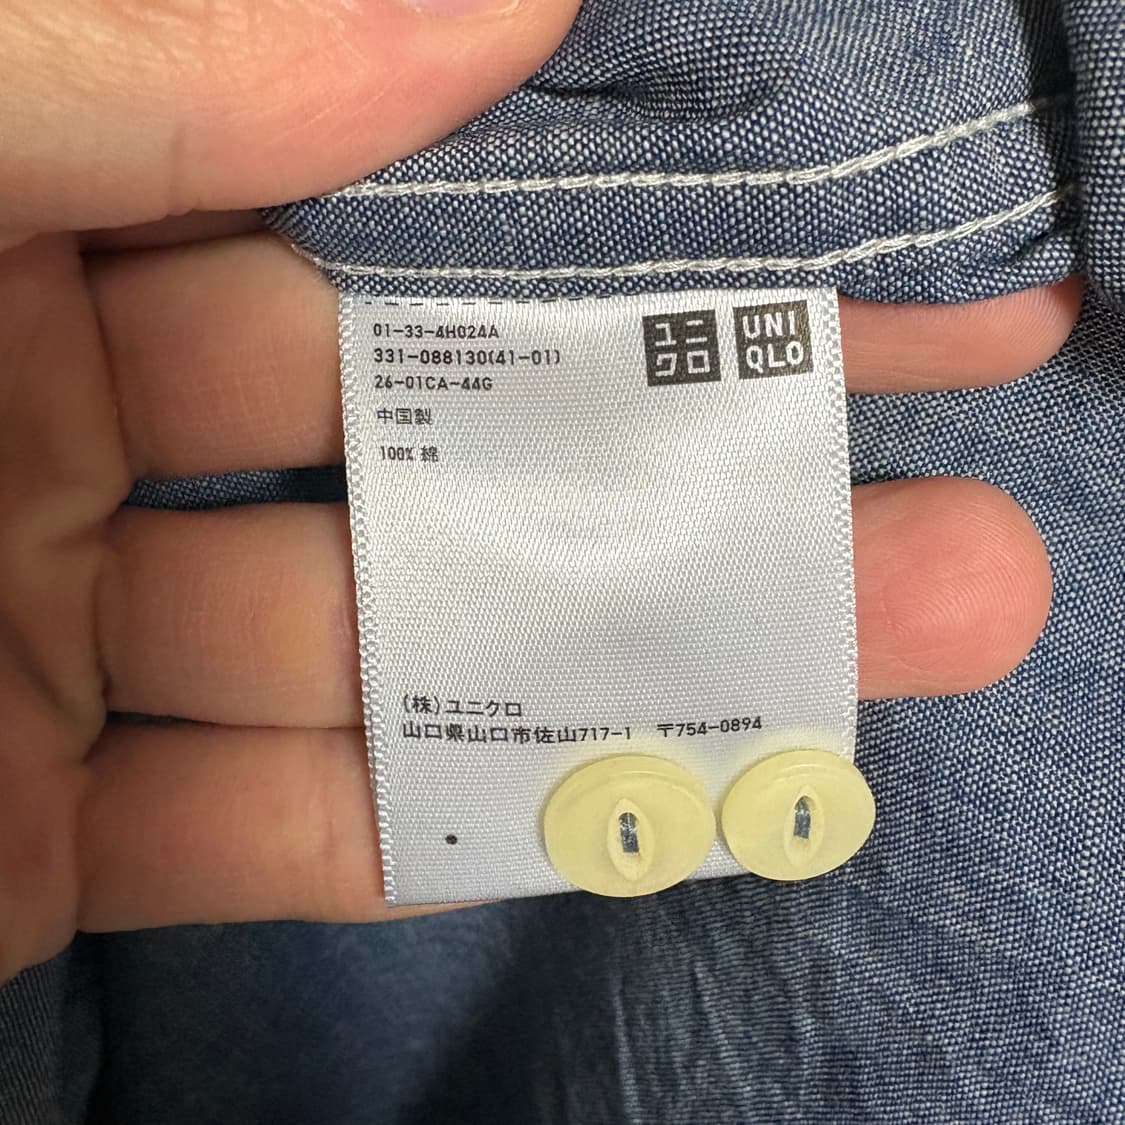 01-33-4H024A
331-088130(41-01)
26-01CA-44G
中国製
100% 綿
ユニ
クロ
UNI
QLO
(株)ユニクロ
山口県山口市佐山717-1 〒754-0894